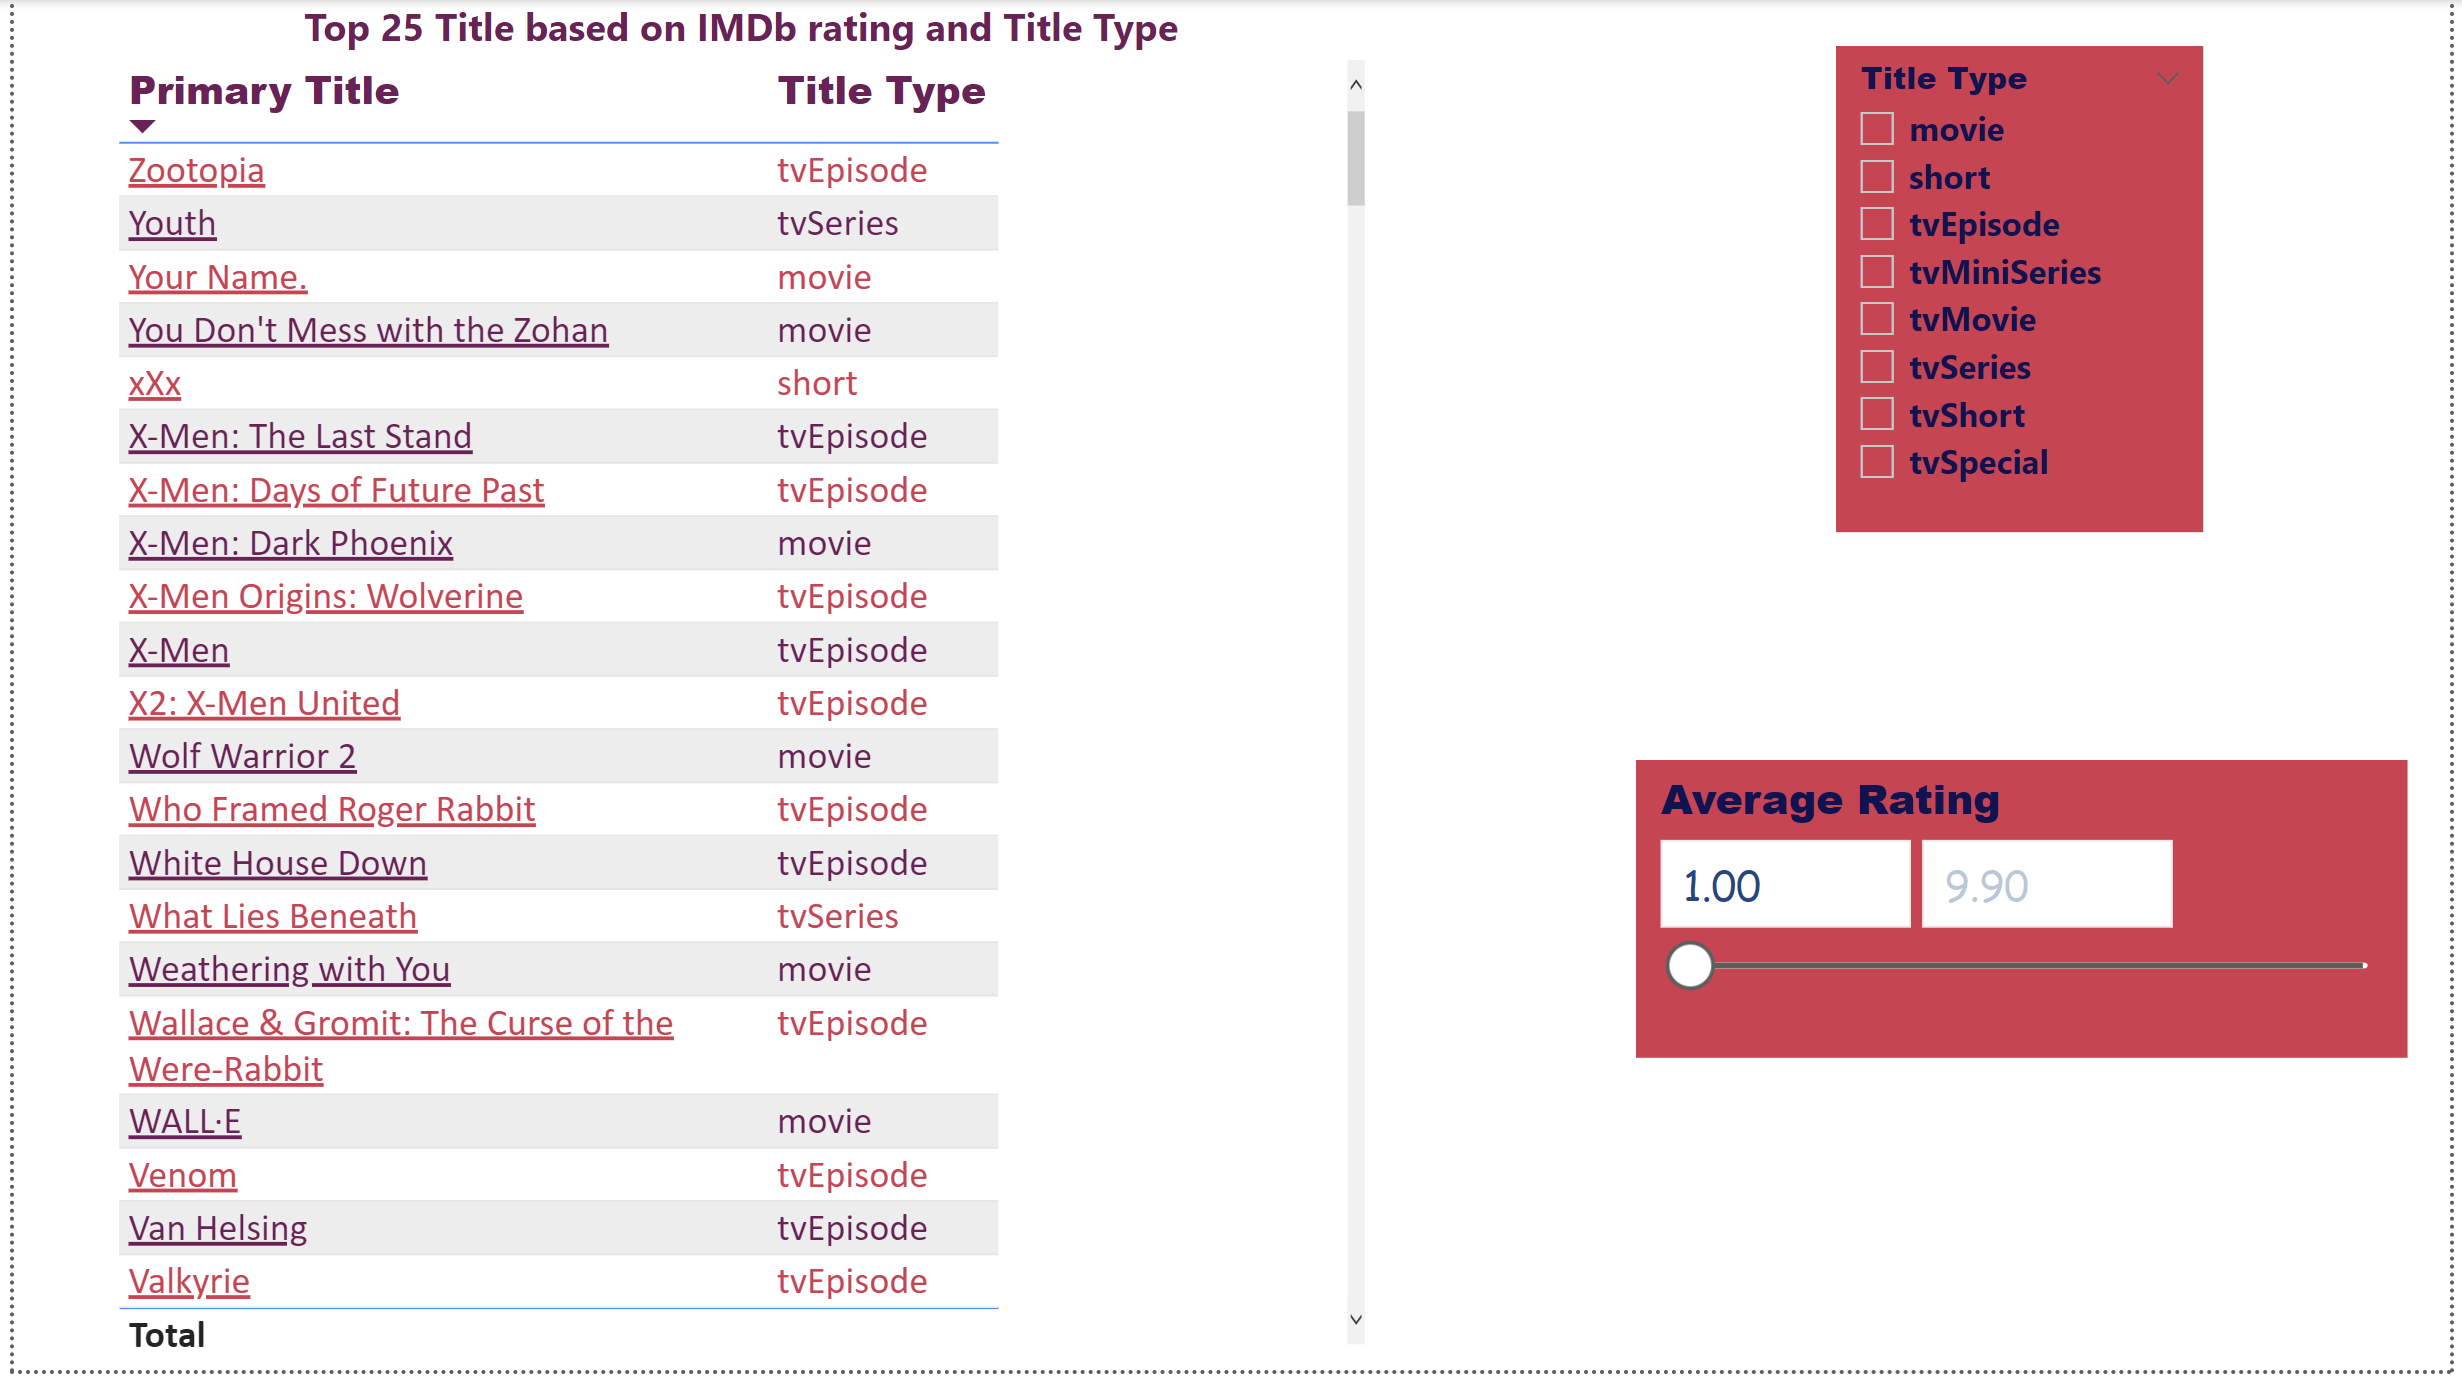 Top 25 Title based on IMDb rating and Title Type
Primary Title Title Type
Zootopia tvEpisode
Youth tvSeries
Your Name. movie
You Don't Mess with the Zohan movie
xXx short
X-Men: The Last Stand tvEpisode
X-Men: Days of Future Past tvEpisode
X-Men: Dark Phoenix movie
X-Men Origins: Wolverine tvEpisode
X-Men tvEpisode
X2: X-Men United tvEpisode
Wolf Warrior 2 movie
Who Framed Roger Rabbit tvEpisode
White House Down tvEpisode
What Lies Beneath tvSeries
Weathering with You movie
Wallace & Gromit: The Curse of the tvEpisode
Were-Rabbit
WALL·E movie
Venom tvEpisode
Van Helsing tvEpisode
Valkyrie tvEpisode
Total
Title Type
movie
short
tvEpisode
tvMiniSeries
tvMovie
tvSeries
tvShort
tvSpecial
Average Rating
1.00 9.90